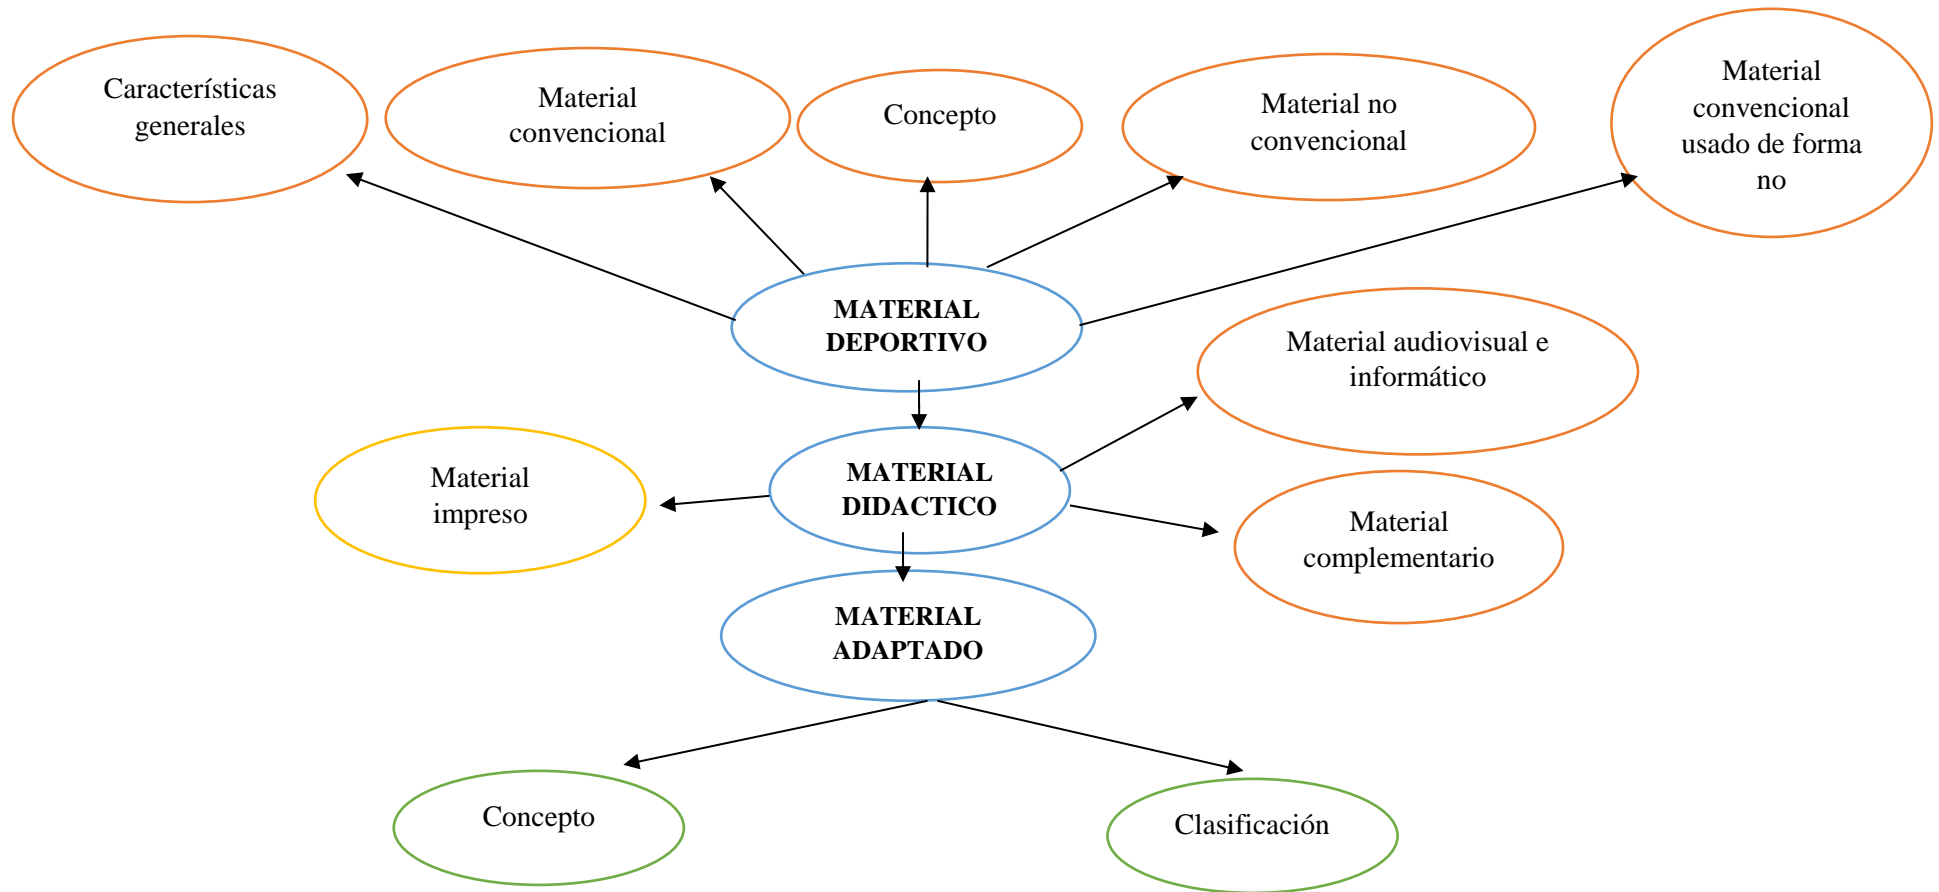 Características
generales
Material
convencional
Concepto
Material no
convencional
Material
convencional
usado de forma
no
MATERIAL
DEPORTIVO
Material audiovisual e
informático
Material
impreso
MATERIAL
DIDACTICO
Material
complementario
MATERIAL
ADAPTADO
Concepto
Clasificación